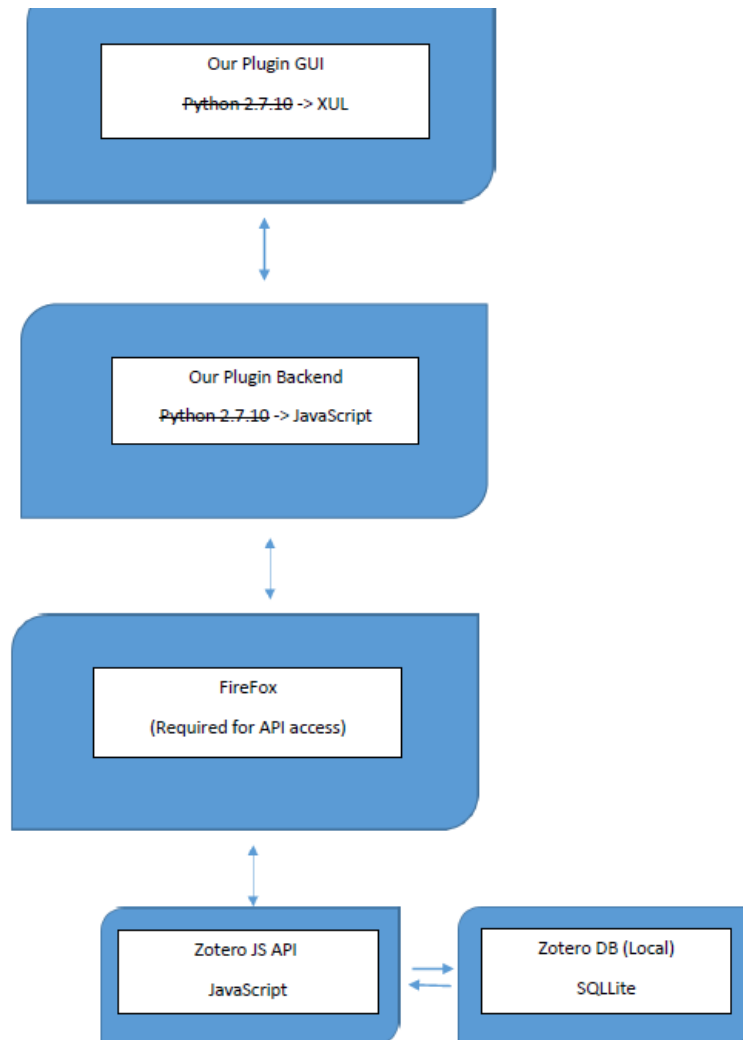 Our Plugin GUI
Python 2.7.10 -> XUL
Our Plugin Backend
Python 2.7.10 -> JavaScript
FireFox
(Required for API access)
Zotero JS API
JavaScript
Zotero DB (Local)
SQLLite